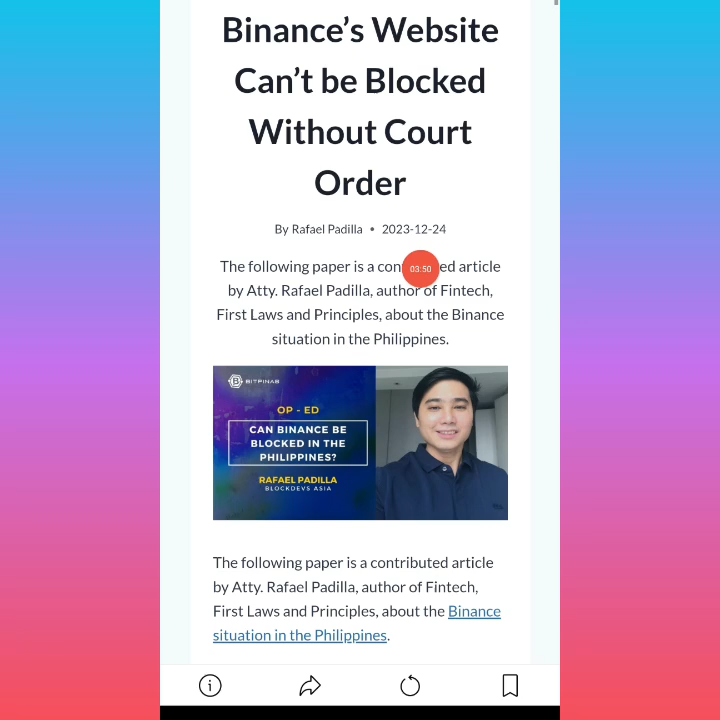 Binance’s Website
Can’t be Blocked
Without Court
Order
By Rafael Padilla • 2023-12-24
The following paper is a con 03:50 ed article
by Atty. Rafael Padilla, author of Fintech,
First Laws and Principles, about the Binance
situation in the Philippines.
BITPINAS
OP - ED
CAN BINANCE BE
BLOCKED IN THE
PHILIPPINES?
RAFAEL PADILLA
BLOCKDEVS ASIA
The following paper is a contributed article
by Atty. Rafael Padilla, author of Fintech,
First Laws and Principles, about the Binance
situation in the Philippines.